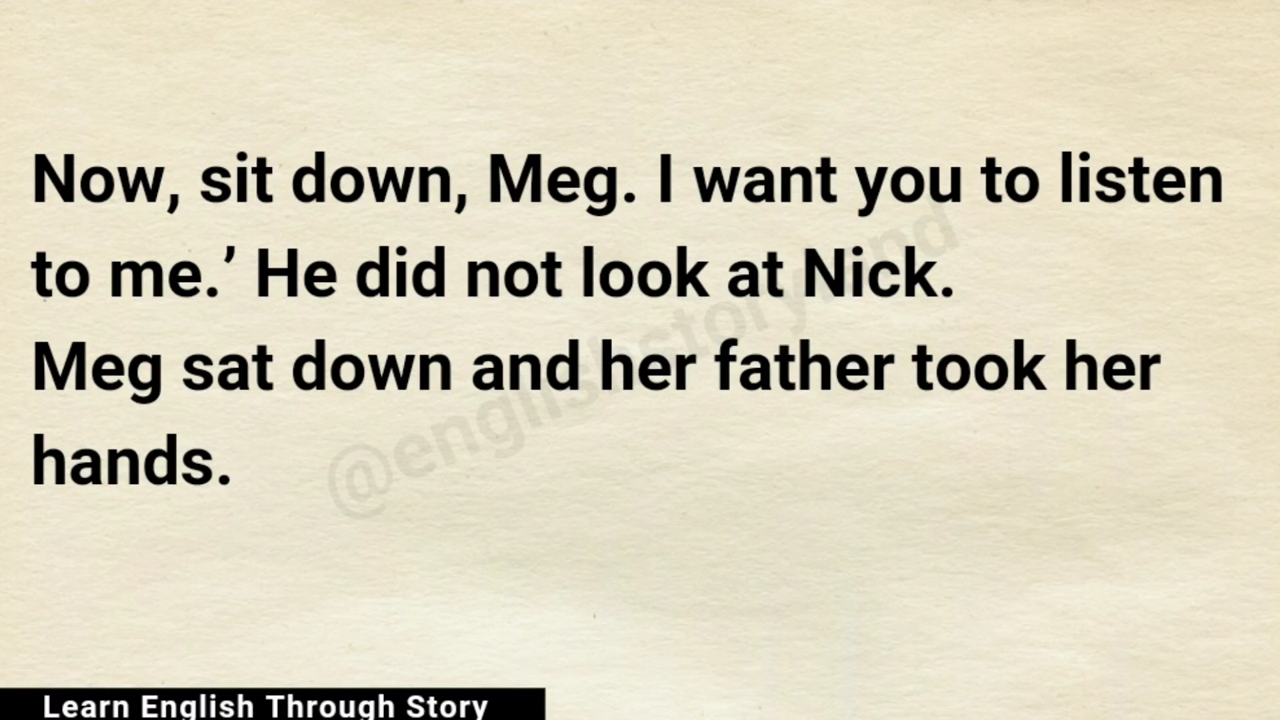 Now, sit down, Meg. I want you to listen
to me.’ He did not look at Nick.
Meg sat down and her father took her
hands.
Learn English Through Story